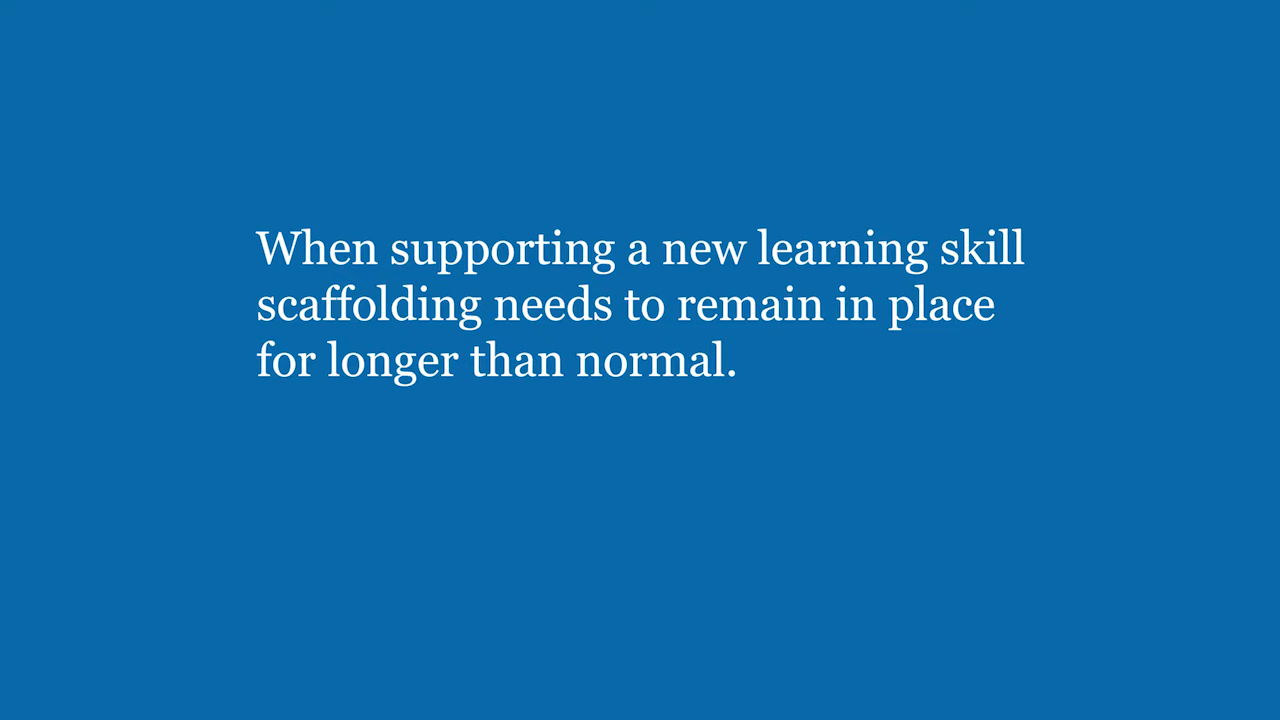 When supporting a new learning skill
scaffolding needs to remain in place
for longer than normal.